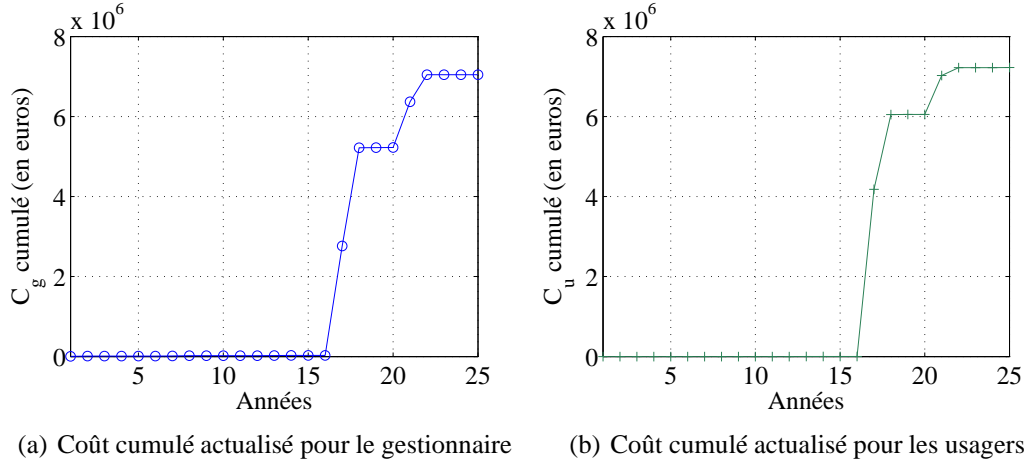 x 10^6
8
6
4
2
0
C_g cumulé (en euros)
5
10
15
20
25
Années
(a) Coût cumulé actualisé pour le gestionnaire
x 10^6
8
6
4
2
0
C_u cumulé (en euros)
5
10
15
20
25
Années
(b) Coût cumulé actualisé pour les usagers